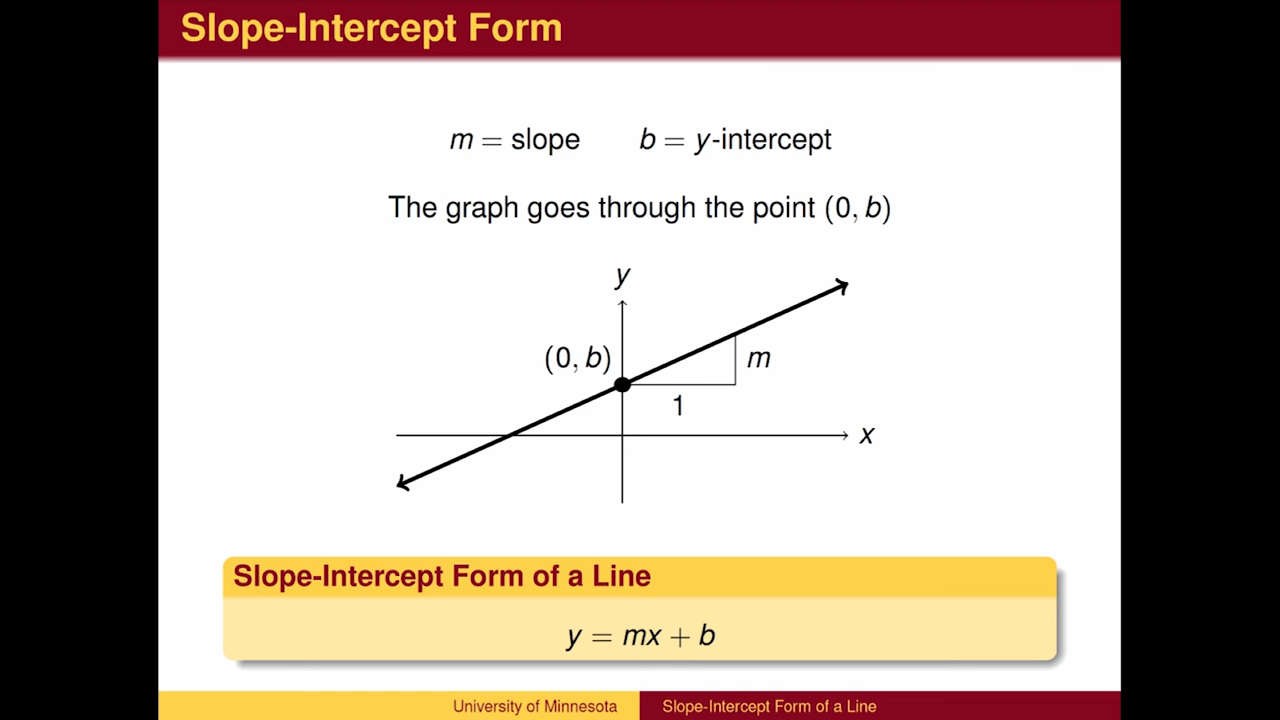 Slope-Intercept Form
m = slope b = y-intercept
The graph goes through the point (0, b)
y
(0, b)
m
1
x
Slope-Intercept Form of a Line
y = mx + b
University of Minnesota Slope-Intercept Form of a Line